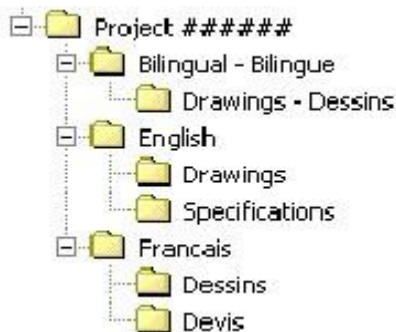 Project ######
Bilingual - Bilingue
Drawings - Dessins
English
Drawings
Specifications
Francais
Dessins
Devis